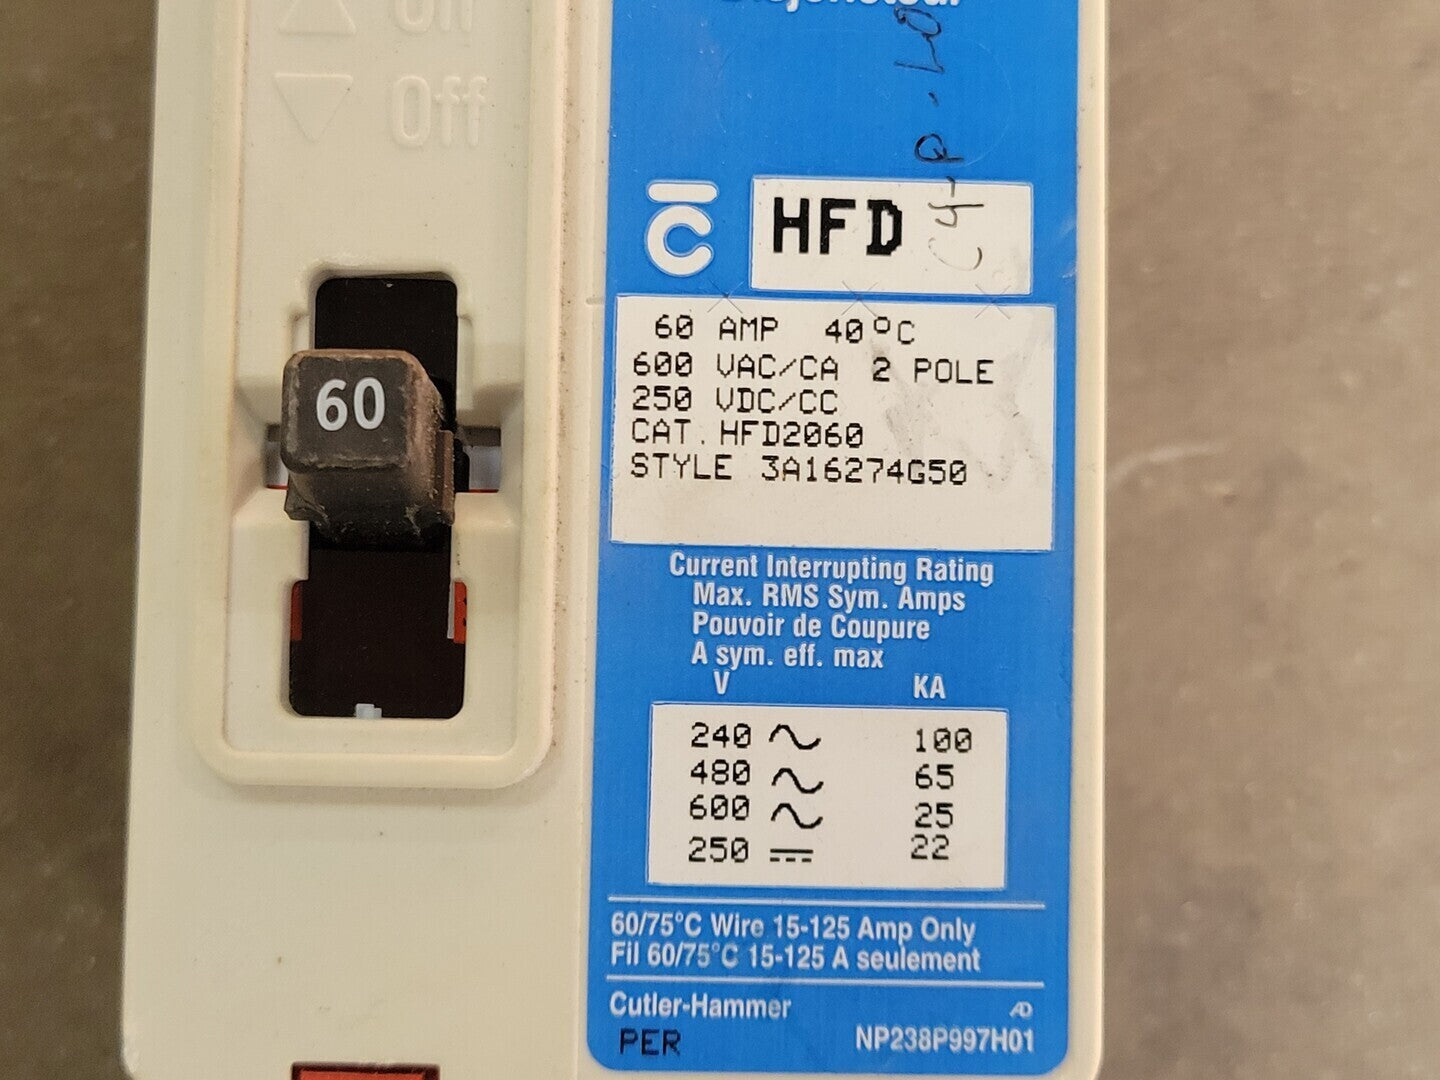 On
Off
60
Disjoncteur
HFD
60 AMP 40°C
600 VAC/CA 2 POLE
250 VDC/CC
CAT. HFD2060
STYLE 3A16274G50
Current Interrupting Rating
Max. RMS Sym. Amps
Pouvoir de Coupure
A sym. eff. max
V KA
240 ~ 100
480 ~ 65
600 ~ 25
250 ⎓ 22
60/75°C Wire 15-125 Amp Only
Fil 60/75°C 15-125 A seulement
Cutler-Hammer
PER NP238P997H01